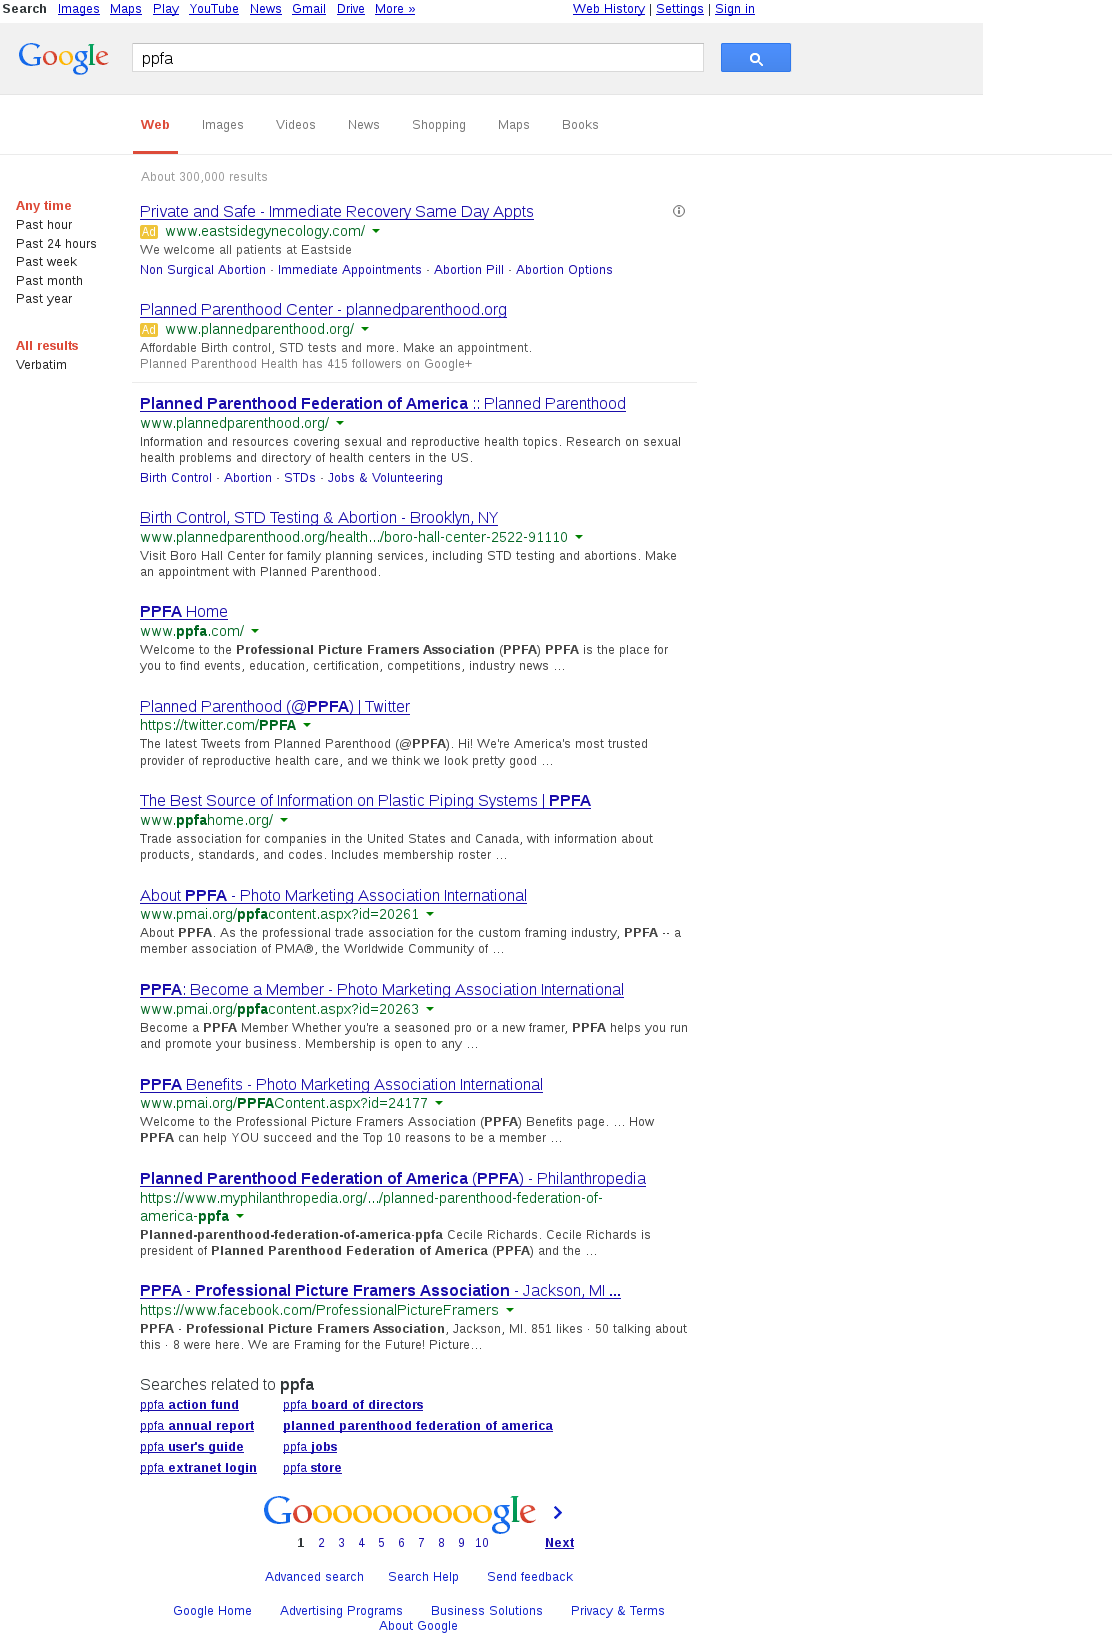 Search Images Maps Play YouTube News Gmail Drive More » Web History | Settings | Sign in
Google ppfa
Web Images Videos News Shopping Maps Books
About 300,000 results
Any time
Past hour
Past 24 hours
Past week
Past month
Past year
All results
Verbatim
Private and Safe - Immediate Recovery Same Day Appts
Ad www.eastsidegynecology.com/
We welcome all patients at Eastside
Non Surgical Abortion · Immediate Appointments · Abortion Pill · Abortion Options
Planned Parenthood Center - plannedparenthood.org
Ad www.plannedparenthood.org/
Affordable Birth control, STD tests and more. Make an appointment.
Planned Parenthood Health has 415 followers on Google+
Planned Parenthood Federation of America :: Planned Parenthood
www.plannedparenthood.org/
Information and resources covering sexual and reproductive health topics. Research on sexual
health problems and directory of health centers in the US.
Birth Control · Abortion · STDs · Jobs & Volunteering
Birth Control, STD Testing & Abortion - Brooklyn, NY
www.plannedparenthood.org/health.../boro-hall-center-2522-91110
Visit Boro Hall Center for family planning services, including STD testing and abortions. Make
an appointment with Planned Parenthood.
PPFA Home
www.ppfa.com/
Welcome to the Professional Picture Framers Association (PPFA) PPFA is the place for
you to find events, education, certification, competitions, industry news ...
Planned Parenthood (@PPFA) | Twitter
https://twitter.com/PPFA
The latest Tweets from Planned Parenthood (@PPFA). Hi! We're America's most trusted
provider of reproductive health care, and we think we look pretty good ...
The Best Source of Information on Plastic Piping Systems | PPFA
www.ppfahome.org/
Trade association for companies in the United States and Canada, with information about
products, standards, and codes. Includes membership roster ...
About PPFA - Photo Marketing Association International
www.pmai.org/ppfacontent.aspx?id=20261
About PPFA. As the professional trade association for the custom framing industry, PPFA -- a
member association of PMA®, the Worldwide Community of ...
PPFA: Become a Member - Photo Marketing Association International
www.pmai.org/ppfacontent.aspx?id=20263
Become a PPFA Member Whether you're a seasoned pro or a new framer, PPFA helps you run
and promote your business. Membership is open to any ...
PPFA Benefits - Photo Marketing Association International
www.pmai.org/PPFAContent.aspx?id=24177
Welcome to the Professional Picture Framers Association (PPFA) Benefits page. ... How
PPFA can help YOU succeed and the Top 10 reasons to be a member ...
Planned Parenthood Federation of America (PPFA) - Philanthropedia
https://www.myphilanthropedia.org/.../planned-parenthood-federation-of-
america-ppfa
Planned-parenthood-federation-of-america-ppfa Cecile Richards. Cecile Richards is
president of Planned Parenthood Federation of America (PPFA) and the ...
PPFA - Professional Picture Framers Association - Jackson, MI ...
https://www.facebook.com/ProfessionalPictureFramers
PPFA - Professional Picture Framers Association, Jackson, MI. 851 likes · 50 talking about
this · 8 were here. We are Framing for the Future! Picture...
Searches related to ppfa
ppfa action fund ppfa board of directors
ppfa annual report planned parenthood federation of america
ppfa user's guide ppfa jobs
ppfa extranet login ppfa store
Goooooooooogle
1 2 3 4 5 6 7 8 9 10 Next
Advanced search Search Help Send feedback
Google Home Advertising Programs Business Solutions Privacy & Terms
About Google